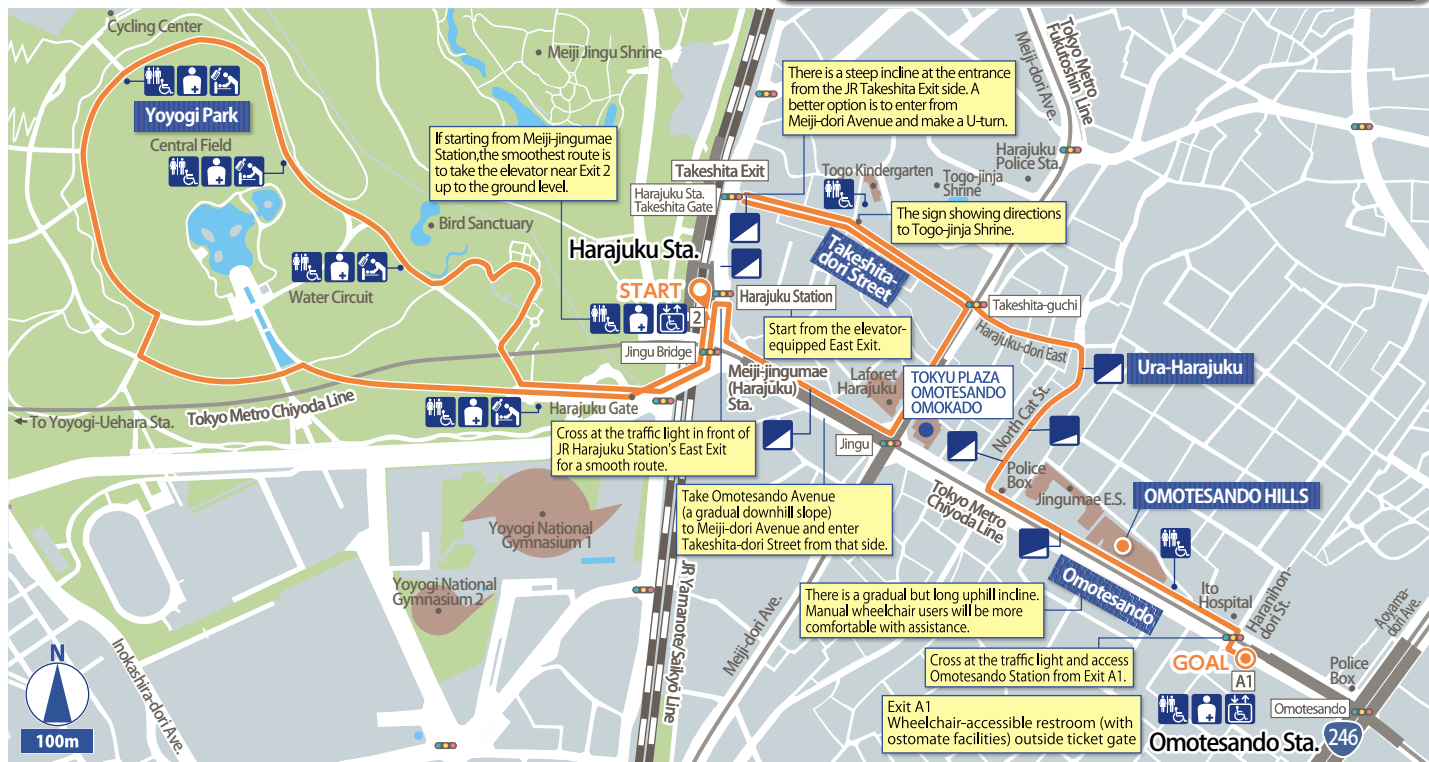 Cycling Center
Yoyogi Park
Central Field
Meiji Jingu Shrine
Tokyo Metro
Fukutoshin Line
Meiji-dori Ave.
There is a steep incline at the entrance
from the JR Takeshita Exit side. A
better option is to enter from
Meiji-dori Avenue and make a U-turn.
If starting from Meiji-jingumae
Station,the smoothest route is
to take the elevator near Exit 2
up to the ground level.
Takeshita Exit
Harajuku Sta.
Takeshita Gate
Togo Kindergarten
Togo-jinja
Shrine
Harajuku
Police Sta.
The sign showing directions
to Togo-jinja Shrine.
Bird Sanctuary
Water Circuit
Harajuku Sta.
START
2
Harajuku Station
Takeshita-
dori Street
Takeshita-guchi
Start from the elevator-
equipped East Exit.
Harajuku-dori East
Jingu Bridge
Meiji-jingumae
(Harajuku)
Sta.
Laforet
Harajuku
TOKYU PLAZA
OMOTESANDO
OMOKADO
Ura-Harajuku
North Cat St.
To Yoyogi-Uehara Sta.
Tokyo Metro Chiyoda Line
Harajuku Gate
Cross at the traffic light in front of
JR Harajuku Station's East Exit
for a smooth route.
Jingu
Police
Box
Jingumae E.S.
OMOTESANDO HILLS
Tokyo Metro
Chiyoda Line
Take Omotesando Avenue
(a gradual downhill slope)
to Meiji-dori Avenue and enter
Takeshita-dori Street from that side.
Yoyogi National
Gymnasium 1
Yoyogi National
Gymnasium 2
JR Yamanote/Saikyō Line
Meiji-dori Ave.
There is a gradual but long uphill incline.
Manual wheelchair users will be more
comfortable with assistance.
Omotesando
Ito
Hospital
Haranihon-
dori St.
Aoyama-
dori Ave.
Cross at the traffic light and access
Omotesando Station from Exit A1.
GOAL
A1
Police
Box
Exit A1
Wheelchair-accessible restroom (with
ostomate facilities) outside ticket gate
Omotesando
Omotesando Sta.
246
Inokashira-dori Ave.
N
100m